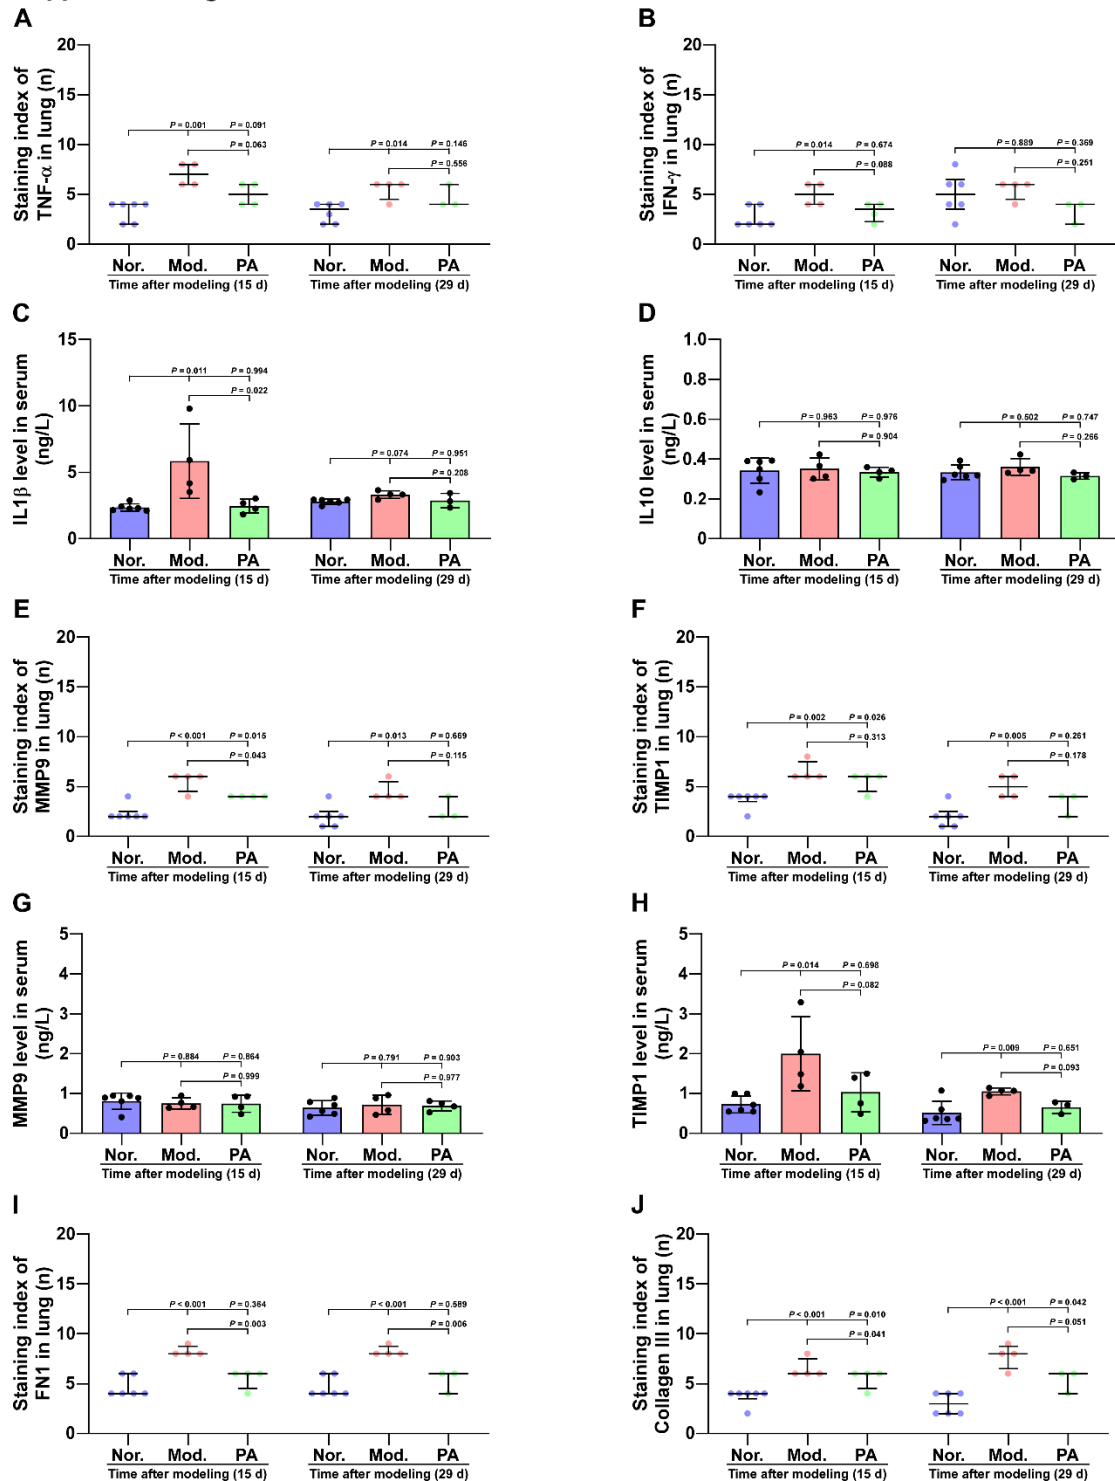 A
Staining index of
TNF-α in lung (n)
20
15
10
5
0
P = 0.001
P = 0.091
P = 0.063
P = 0.014
P = 0.146
P = 0.556
Nor.
Mod.
PA
Nor.
Mod.
PA
Time after modeling (15 d)
Time after modeling (29 d)
B
Staining index of
IFN-γ in lung (n)
20
15
10
5
0
P = 0.014
P = 0.674
P = 0.088
P = 0.889
P = 0.369
P = 0.251
Nor.
Mod.
PA
Nor.
Mod.
PA
Time after modeling (15 d)
Time after modeling (29 d)
C
IL1β level in serum
(ng/L)
15
10
5
0
P = 0.011
P = 0.994
P = 0.022
P = 0.074
P = 0.951
P = 0.208
Nor.
Mod.
PA
Nor.
Mod.
PA
Time after modeling (15 d)
Time after modeling (29 d)
D
IL10 level in serum
(ng/L)
1.0
0.8
0.6
0.4
0.2
0
P = 0.963
P = 0.976
P = 0.904
P = 0.502
P = 0.747
P = 0.266
Nor.
Mod.
PA
Nor.
Mod.
PA
Time after modeling (15 d)
Time after modeling (29 d)
E
Staining index of
MMP9 in lung (n)
20
15
10
5
0
P < 0.001
P = 0.015
P = 0.043
P = 0.013
P = 0.669
P = 0.115
Nor.
Mod.
PA
Nor.
Mod.
PA
Time after modeling (15 d)
Time after modeling (29 d)
F
Staining index of
TIMP1 in lung (n)
20
15
10
5
0
P = 0.002
P = 0.026
P = 0.313
P = 0.005
P = 0.261
P = 0.178
Nor.
Mod.
PA
Nor.
Mod.
PA
Time after modeling (15 d)
Time after modeling (29 d)
G
MMP9 level in serum
(ng/L)
5
4
3
2
1
0
P = 0.884
P = 0.864
P = 0.999
P = 0.791
P = 0.903
P = 0.977
Nor.
Mod.
PA
Nor.
Mod.
PA
Time after modeling (15 d)
Time after modeling (29 d)
H
TIMP1 level in serum
(ng/L)
5
4
3
2
1
0
P = 0.014
P = 0.698
P = 0.082
P = 0.009
P = 0.651
P = 0.093
Nor.
Mod.
PA
Nor.
Mod.
PA
Time after modeling (15 d)
Time after modeling (29 d)
I
Staining index of
FN1 in lung (n)
20
15
10
5
0
P < 0.001
P = 0.364
P = 0.003
P < 0.001
P = 0.589
P = 0.006
Nor.
Mod.
PA
Nor.
Mod.
PA
Time after modeling (15 d)
Time after modeling (29 d)
J
Staining index of
Collagen III in lung (n)
20
15
10
5
0
P < 0.001
P = 0.010
P = 0.041
P < 0.001
P = 0.042
P = 0.051
Nor.
Mod.
PA
Nor.
Mod.
PA
Time after modeling (15 d)
Time after modeling (29 d)